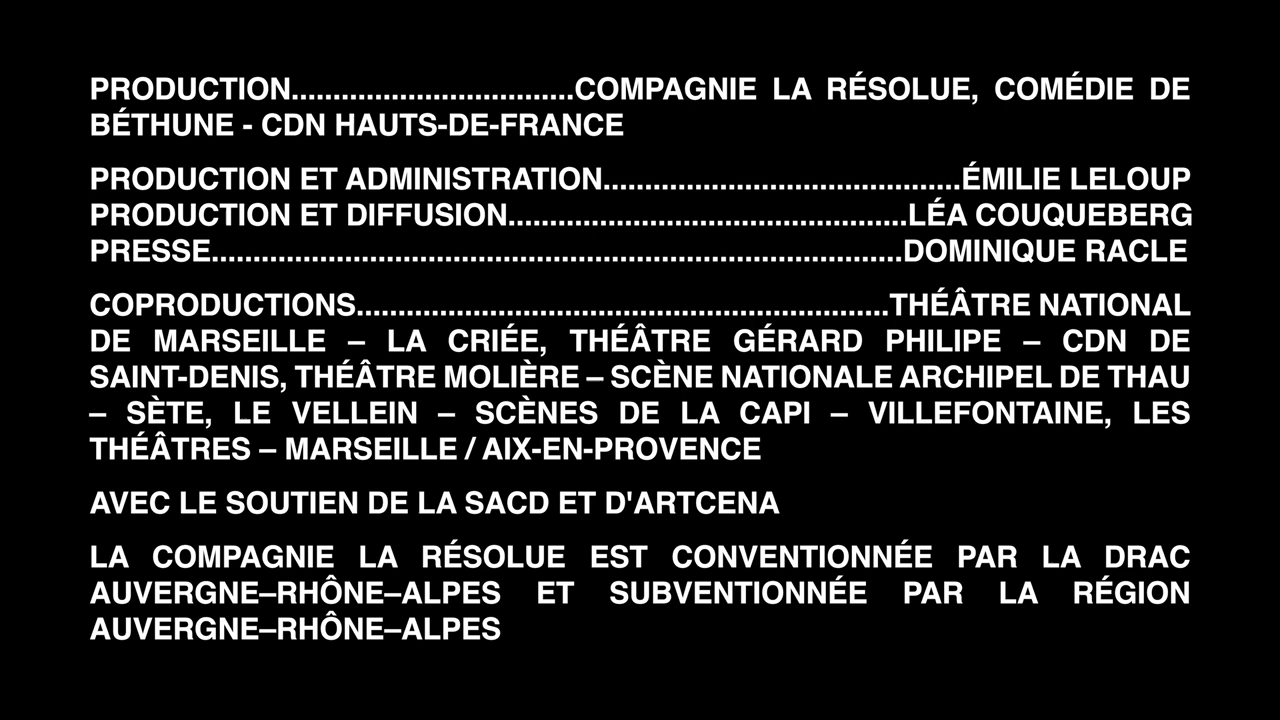 PRODUCTION..................................COMPAGNIE LA RÉSOLUE, COMÉDIE DE
BÉTHUNE - CDN HAUTS-DE-FRANCE
PRODUCTION ET ADMINISTRATION...........................................ÉMILIE LELOUP
PRODUCTION ET DIFFUSION................................................LÉA COUQUEBERG
PRESSE...................................................................................DOMINIQUE RACLE
COPRODUCTIONS................................................................THÉÂTRE NATIONAL
DE MARSEILLE – LA CRIÉE, THÉÂTRE GÉRARD PHILIPE – CDN DE
SAINT-DENIS, THÉÂTRE MOLIÈRE – SCÈNE NATIONALE ARCHIPEL DE THAU
– SÈTE, LE VELLEIN – SCÈNES DE LA CAPI – VILLEFONTAINE, LES
THÉÂTRES – MARSEILLE / AIX-EN-PROVENCE
AVEC LE SOUTIEN DE LA SACD ET D'ARTCENA
LA COMPAGNIE LA RÉSOLUE EST CONVENTIONNÉE PAR LA DRAC
AUVERGNE–RHÔNE–ALPES ET SUBVENTIONNÉE PAR LA RÉGION
AUVERGNE–RHÔNE–ALPES